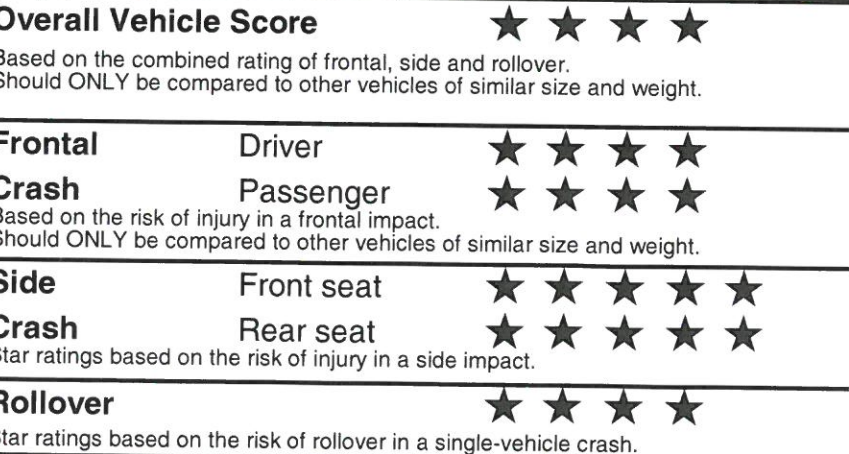 Overall Vehicle Score ★ ★ ★ ★
Based on the combined rating of frontal, side and rollover.
Should ONLY be compared to other vehicles of similar size and weight.
Frontal Driver ★ ★ ★ ★
Crash Passenger ★ ★ ★ ★
Based on the risk of injury in a frontal impact.
Should ONLY be compared to other vehicles of similar size and weight.
Side Front seat ★ ★ ★ ★ ★
Crash Rear seat ★ ★ ★ ★ ★
Star ratings based on the risk of injury in a side impact.
Rollover ★ ★ ★ ★
Star ratings based on the risk of rollover in a single-vehicle crash.